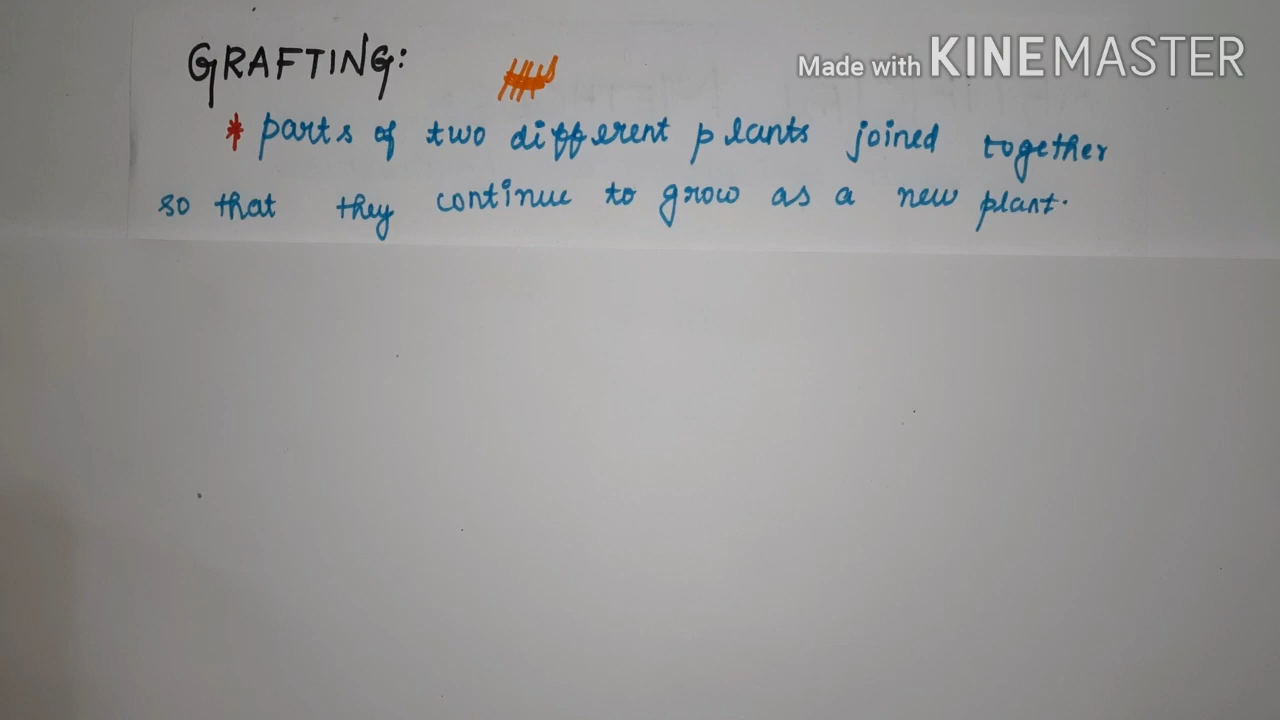 Made with KINEMASTER
GRAFTING:
* parts of two different plants joined together
so that they continue to grow as a new plant.